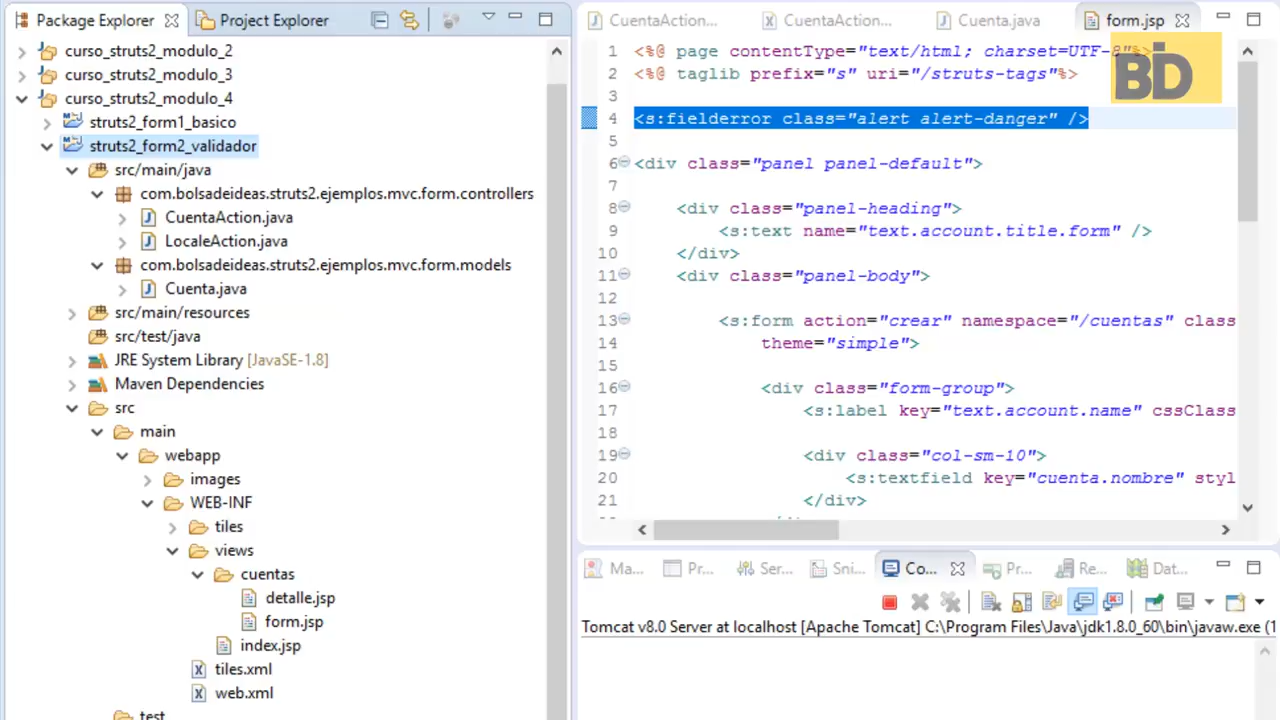 Package Explorer
Project Explorer
curso_struts2_modulo_2
curso_struts2_modulo_3
curso_struts2_modulo_4
struts2_form1_basico
struts2_form2_validador
src/main/java
com.bolsadeideas.struts2.ejemplos.mvc.form.controllers
CuentaAction.java
LocaleAction.java
com.bolsadeideas.struts2.ejemplos.mvc.form.models
Cuenta.java
src/main/resources
src/test/java
JRE System Library [JavaSE-1.8]
Maven Dependencies
src
main
webapp
images
WEB-INF
tiles
views
cuentas
detalle.jsp
form.jsp
index.jsp
tiles.xml
web.xml
test
CuentaAction...
CuentaAction...
Cuenta.java
form.jsp
BID
1 <%@ page contentType="text/html; charset=UTF-8"%>
2 <%@ taglib prefix="s" uri="/struts-tags"%>
3
4 <s:fielderror class="alert alert-danger" />
5
6 <div class="panel panel-default">
7
8 <div class="panel-heading">
9 <s:text name="text.account.title.form" />
10 </div>
11 <div class="panel-body">
12
13 <s:form action="crear" namespace="/cuentas" class
14 theme="simple">
15
16 <div class="form-group">
17 <s:label key="text.account.name" cssClass
18
19 <div class="col-sm-10">
20 <s:textfield key="cuenta.nombre" styl
21 </div>
Ma...
Pr...
Ser...
Sni...
Co...
Pr...
Re...
Dat...
Tomcat v8.0 Server at localhost [Apache Tomcat] C:\Program Files\Java\jdk1.8.0_60\bin\javaw.exe (1